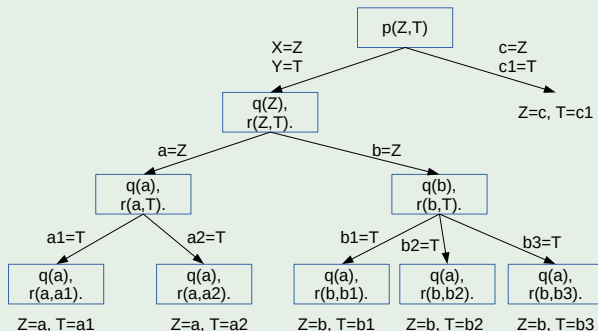 p(Z,T)
X=Z
Y=T
c=Z
c1=T
q(Z),
r(Z,T).
Z=c, T=c1
a=Z
b=Z
q(a),
r(a,T).
q(b),
r(b,T).
a1=T
a2=T
b1=T
b2=T
b3=T
q(a),
r(a,a1).
q(a),
r(a,a2).
q(a),
r(b,b1).
q(a),
r(b,b2).
q(a),
r(b,b3).
Z=a, T=a1
Z=a, T=a2
Z=b, T=b1
Z=b, T=b2
Z=b, T=b3